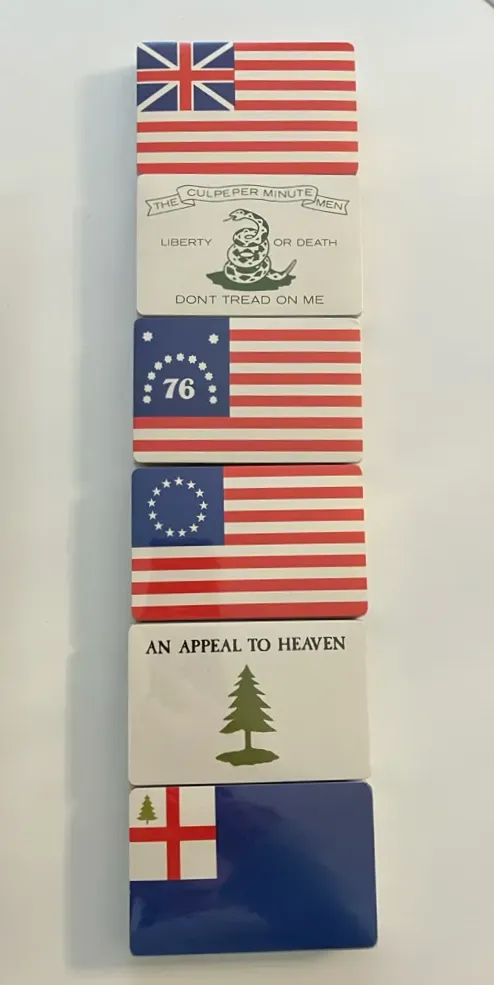 THE CULPEPER MINUTE MEN
LIBERTY OR DEATH
DONT TREAD ON ME
76
AN APPEAL TO HEAVEN